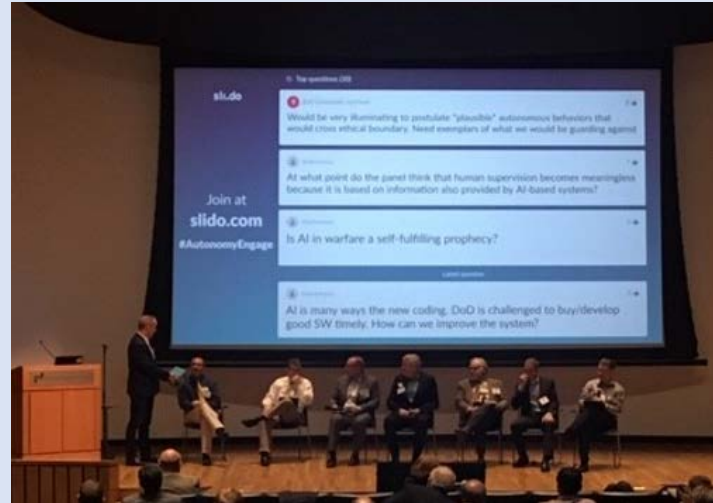 sli.do
Join at
slido.com
#AutonomyEngage
Top questions (20)
Would be very illuminating to postulate "plausible" autonomous behaviors that
would cross ethical boundary. Need exemplars of what we would be guarding against
At what point do the panel think that human supervision becomes meaningless
because it is based on information also provided by AI-based systems?
Is AI in warfare a self-fulfilling prophecy?
AI is many ways the new coding. DoD is challenged to buy/develop
good SW timely. How can we improve the system?